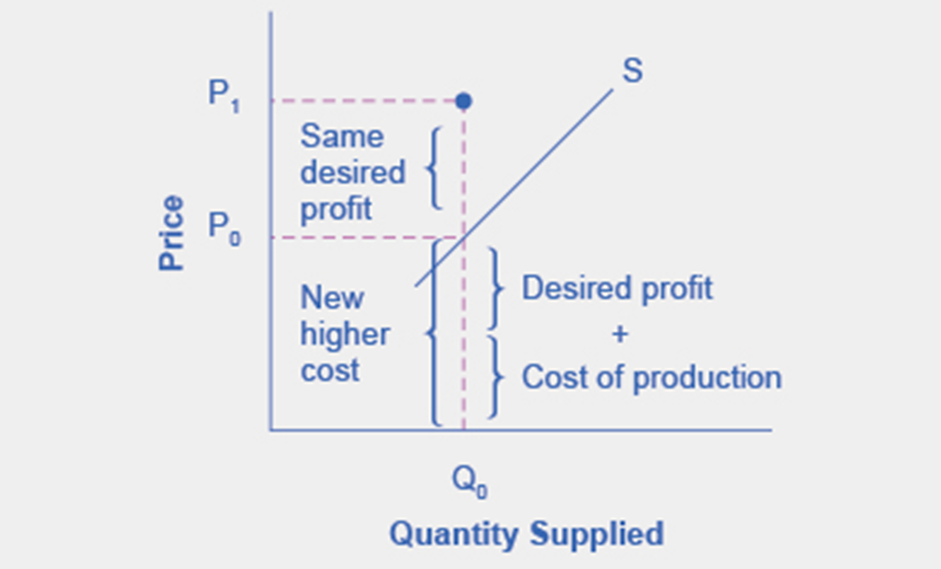 S
P₁
Same
desired
profit
Price
P₀
New
higher
cost
Desired profit
+
Cost of production
Q₀
Quantity Supplied